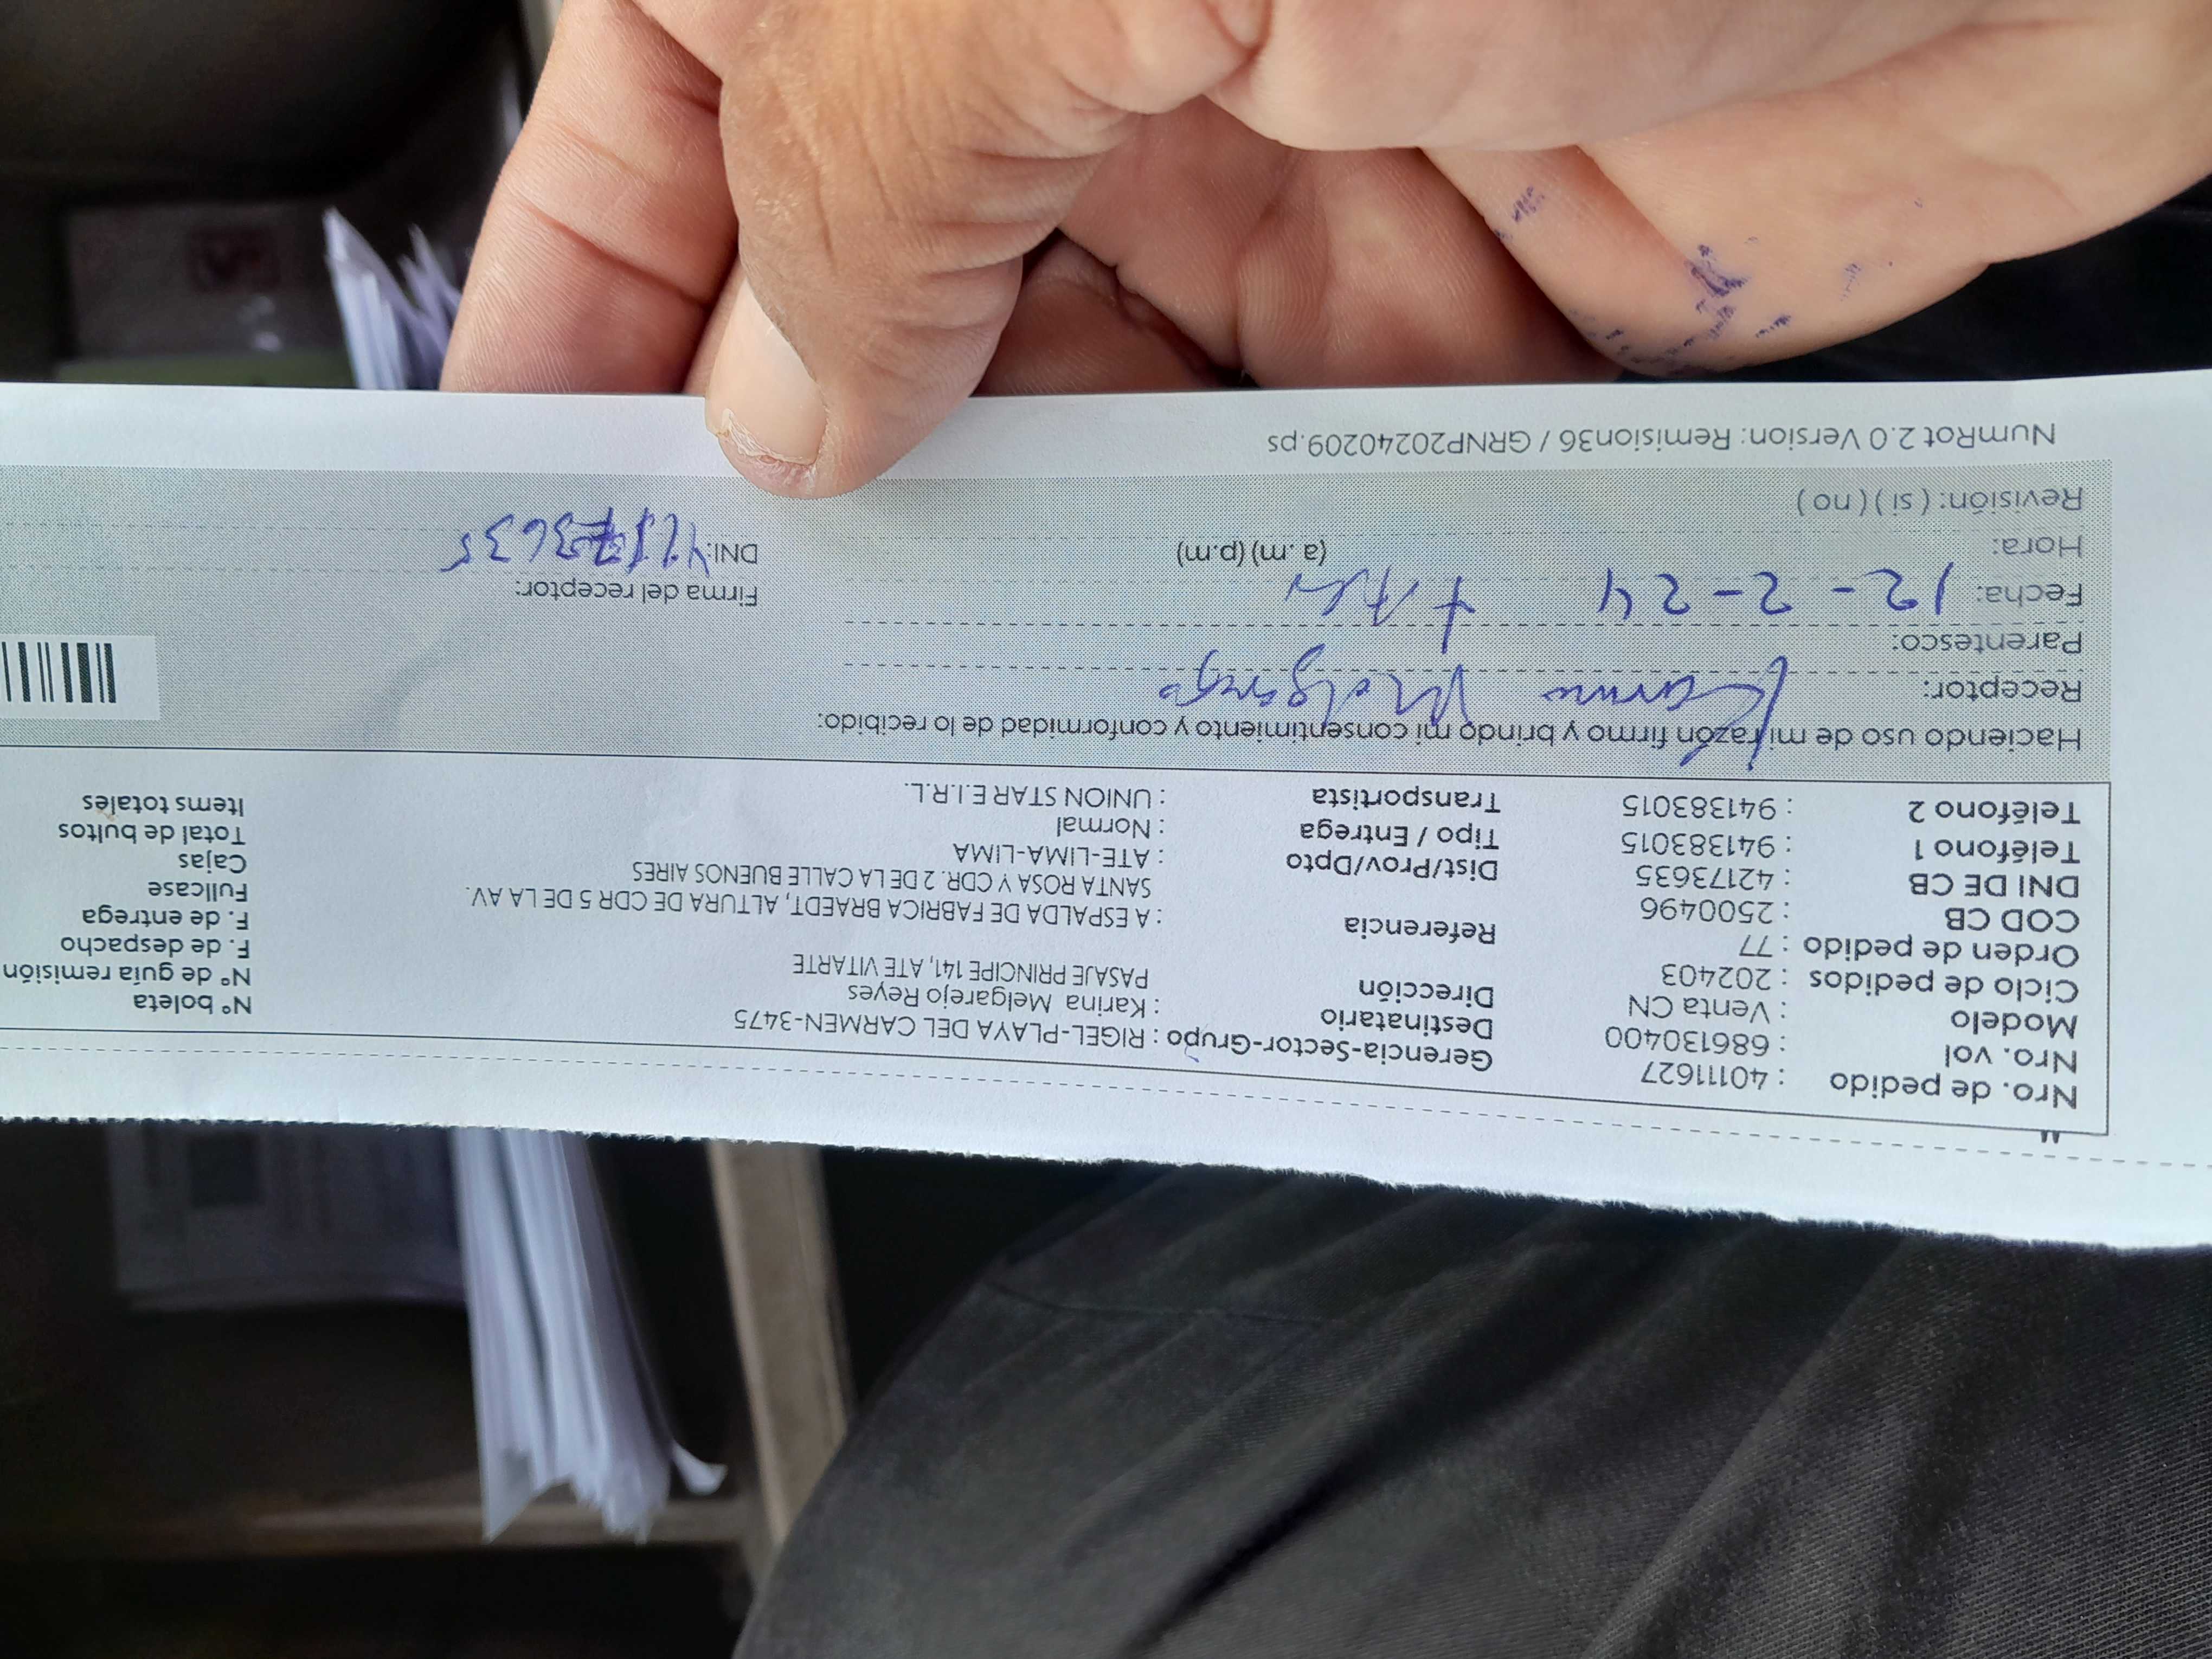 Nro. de pedido : 40111627
Nro. vol : 686130400
Modelo : Venta CN
Ciclo de pedidos : 202403
Orden de pedido : 77
COD CB : 2500496
DNI DE CB : 42173635
Teléfono 1 : 941383015
Teléfono 2 : 941383015
Gerencia-Sector-Grupo : RIGEL-PLAYA DEL CARMEN-3475
Destinatario : Karina Melgarejo Reyes
Dirección PASAJE PRINCIPE 141, ATE VITARTE
Referencia : A ESPALDA DE FABRICA BRAEDT, ALTURA DE CDR 5 DE LA AV.
SANTA ROSA Y CDR. 2 DE LA CALLE BUENOS AIRES
Dist/Prov/Dpto : ATE-LIMA-LIMA
Tipo / Entrega : Normal
Transportista : UNION STAR E.I.R.L.
N° boleta
N° de guía remisión
F. de despacho
F. de entrega
Fullcase
Cajas
Total de bultos
Items totales
Haciendo uso de mi razón firmo y brindo mi consentimiento y conformidad de lo recibido:
Receptor: Karina Melgarejo
Parentesco:
Fecha: 12-2-24
Hora: (a.m) (p.m)
Revisión: ( si ) ( no )
Firma del receptor:
DNI:
NumRot 2.0 Version: Remision36 / GRNP20240209.ps